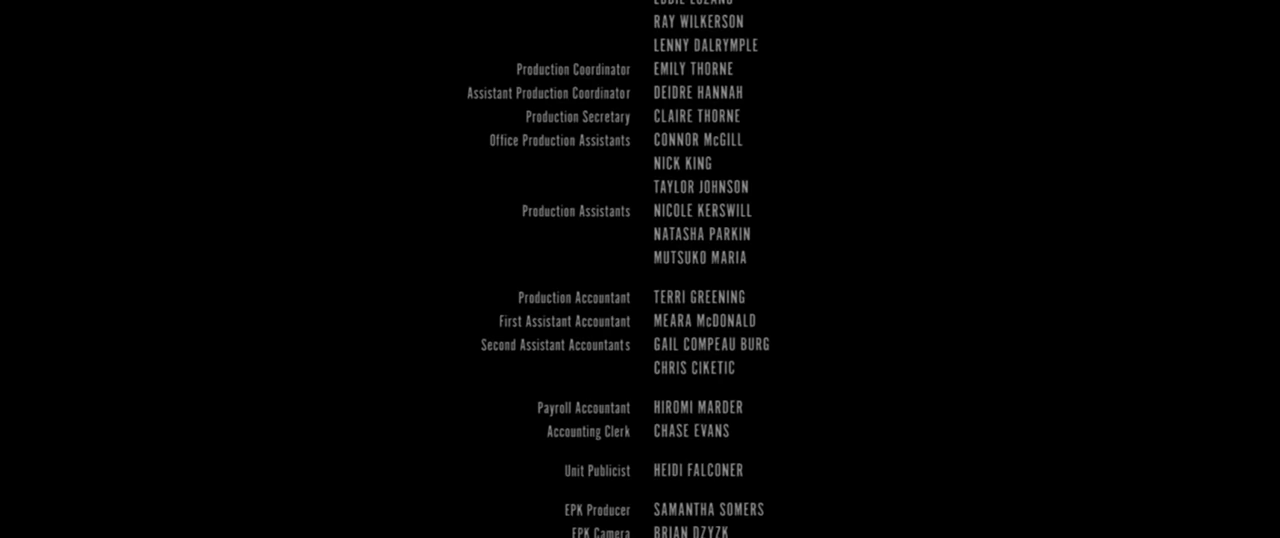 EDDIE LOZANO
RAY WILKERSON
LENNY DALRYMPLE
Production Coordinator EMILY THORNE
Assistant Production Coordinator DEIDRE HANNAH
Production Secretary CLAIRE THORNE
Office Production Assistants CONNOR McGILL
NICK KING
TAYLOR JOHNSON
Production Assistants NICOLE KERSWILL
NATASHA PARKIN
MUTSUKO MARIA
Production Accountant TERRI GREENING
First Assistant Accountant MEARA McDONALD
Second Assistant Accountants GAIL COMPEAU BURG
CHRIS CIKETIC
Payroll Accountant HIROMI MARDER
Accounting Clerk CHASE EVANS
Unit Publicist HEIDI FALCONER
EPK Producer SAMANTHA SOMERS
EPK Camera BRIAN DZYZK